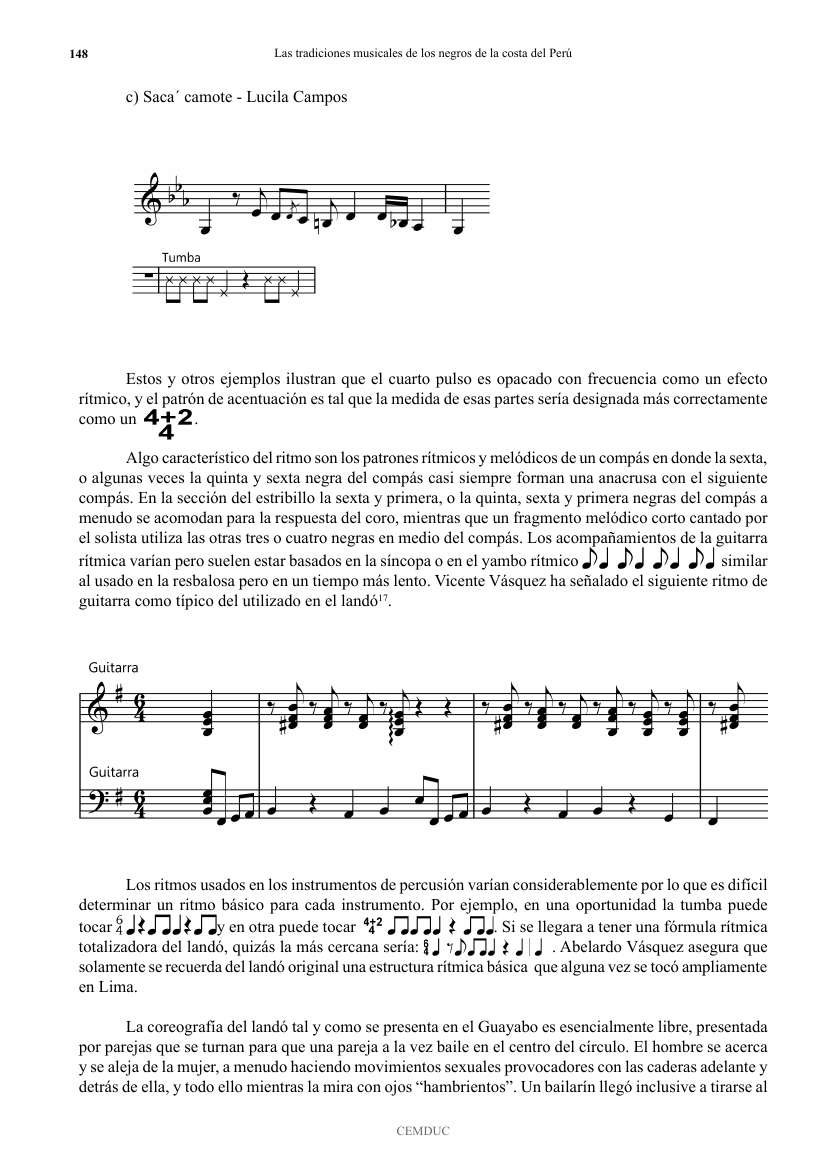 148
Las tradiciones musicales de los negros de la costa del Perú
c) Saca´ camote - Lucila Campos
Tumba
Estos y otros ejemplos ilustran que el cuarto pulso es opacado con frecuencia como un efecto
rítmico, y el patrón de acentuación es tal que la medida de esas partes sería designada más correctamente
como un 4+2/4.
Algo característico del ritmo son los patrones rítmicos y melódicos de un compás en donde la sexta,
o algunas veces la quinta y sexta negra del compás casi siempre forman una anacrusa con el siguiente
compás. En la sección del estribillo la sexta y primera, o la quinta, sexta y primera negras del compás a
menudo se acomodan para la respuesta del coro, mientras que un fragmento melódico corto cantado por
el solista utiliza las otras tres o cuatro negras en medio del compás. Los acompañamientos de la guitarra
rítmica varían pero suelen estar basados en la síncopa o en el yambo rítmico ♪♩ ♪♩ ♪♩ ♪♩ similar
al usado en la resbalosa pero en un tiempo más lento. Vicente Vásquez ha señalado el siguiente ritmo de
guitarra como típico del utilizado en el landó17.
Guitarra
6
4
Guitarra
6
4
Los ritmos usados en los instrumentos de percusión varían considerablemente por lo que es difícil
determinar un ritmo básico para cada instrumento. Por ejemplo, en una oportunidad la tumba puede
tocar 6/4 y en otra puede tocar 4+2/4 . Si se llegara a tener una fórmula rítmica
totalizadora del landó, quizás la más cercana sería: 6/4 . Abelardo Vásquez asegura que
solamente se recuerda del landó original una estructura rítmica básica que alguna vez se tocó ampliamente
en Lima.
La coreografía del landó tal y como se presenta en el Guayabo es esencialmente libre, presentada
por parejas que se turnan para que una pareja a la vez baile en el centro del círculo. El hombre se acerca
y se aleja de la mujer, a menudo haciendo movimientos sexuales provocadores con las caderas adelante y
detrás de ella, y todo ello mientras la mira con ojos “hambrientos”. Un bailarín llegó inclusive a tirarse al
CEMDUC